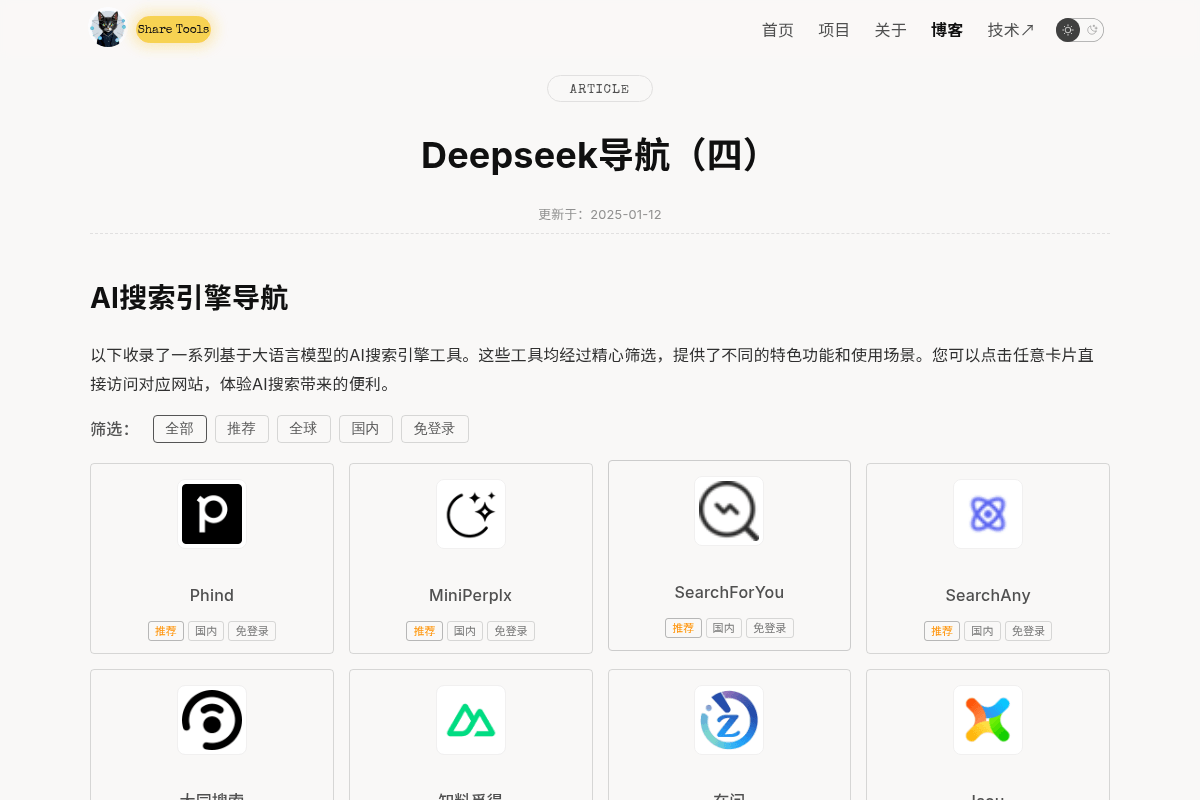 Share Tools
首页 项目 关于 博客 技术↗
ARTICLE
Deepseek导航（四）
更新于：2025-01-12
AI搜索引擎导航
以下收录了一系列基于大语言模型的AI搜索引擎工具。这些工具均经过精心筛选，提供了不同的特色功能和使用场景。您可以点击任意卡片直
接访问对应网站，体验AI搜索带来的便利。
筛选： 全部 推荐 全球 国内 免登录
Phind
推荐 国内 免登录
MiniPerplx
推荐 国内 免登录
SearchForYou
推荐 国内 免登录
SearchAny
推荐 国内 免登录